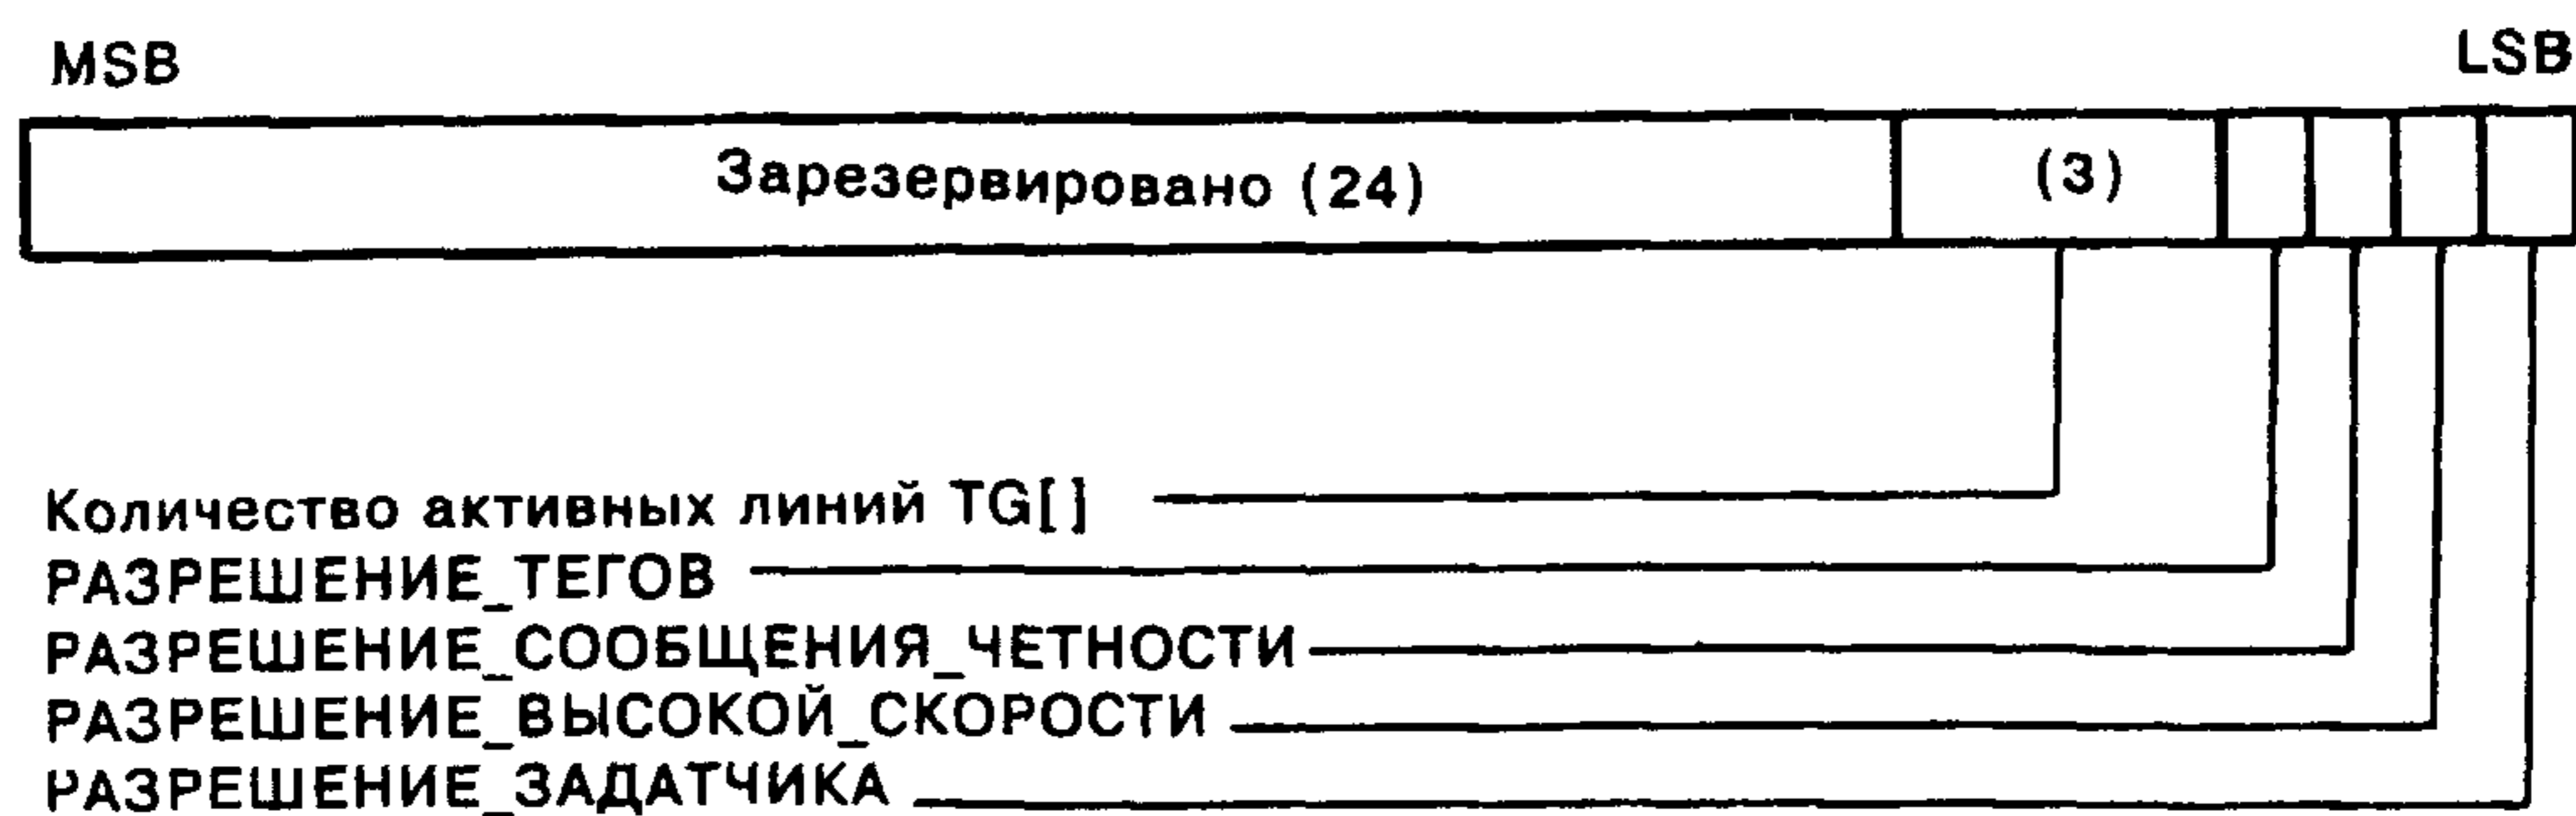 MSB LSB
Зарезервировано (24) (3)
Количество активных линий TG[]
РАЗРЕШЕНИЕ_ТЕГОВ
РАЗРЕШЕНИЕ_СООБЩЕНИЯ_ЧЕТНОСТИ
РАЗРЕШЕНИЕ_ВЫСОКОЙ_СКОРОСТИ
РАЗРЕШЕНИЕ_ЗАДАТЧИКА